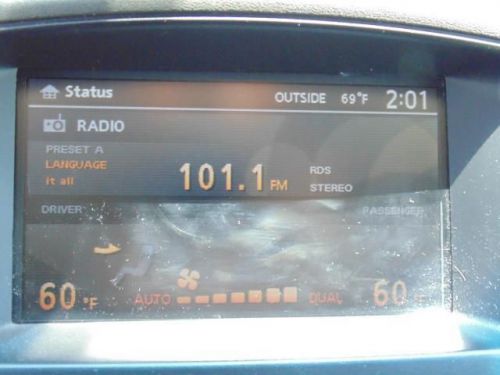 Status OUTSIDE 69°F 2:01
RADIO
PRESET A
LANGUAGE
it all
101.1 FM
RDS
STEREO
DRIVER PASSENGER
60 °F AUTO DUAL 60 °F